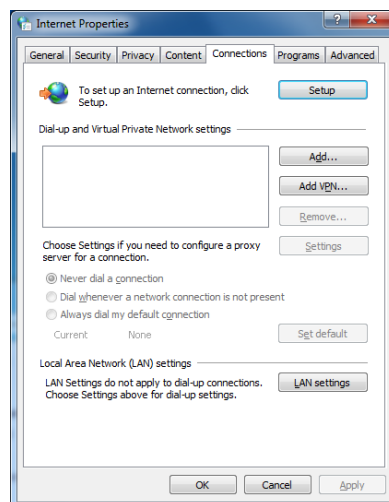 Internet Properties
General Security Privacy Content Connections Programs Advanced
To set up an Internet connection, click
Setup.
Setup
Dial-up and Virtual Private Network settings
Add...
Add VPN...
Remove...
Choose Settings if you need to configure a proxy
server for a connection.
Settings
Never dial a connection
Dial whenever a network connection is not present
Always dial my default connection
Current None
Set default
Local Area Network (LAN) settings
LAN Settings do not apply to dial-up connections.
Choose Settings above for dial-up settings.
LAN settings
OK Cancel Apply